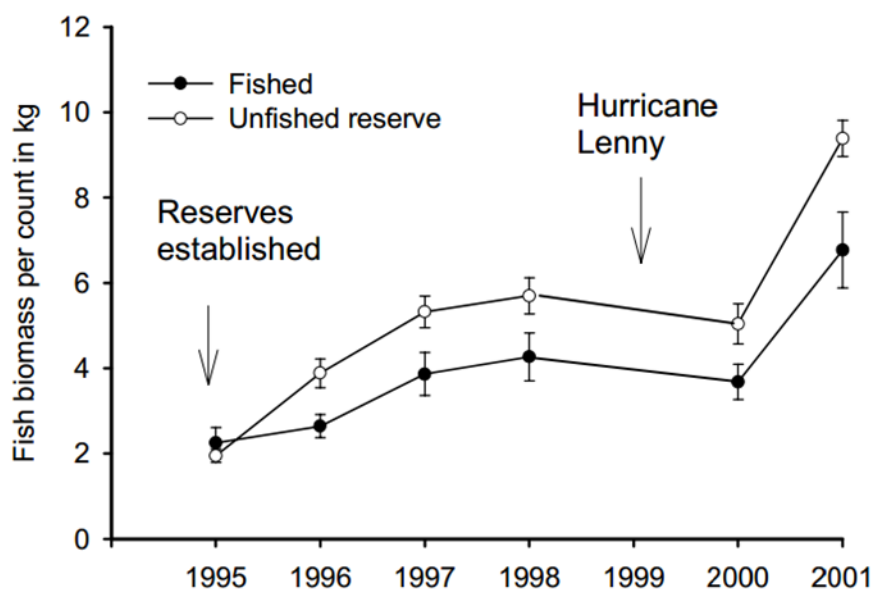 12
10
8
6
4
2
0
Fish biomass per count in kg
Fished
Unfished reserve
Reserves
established
Hurricane
Lenny
1995 1996 1997 1998 1999 2000 2001